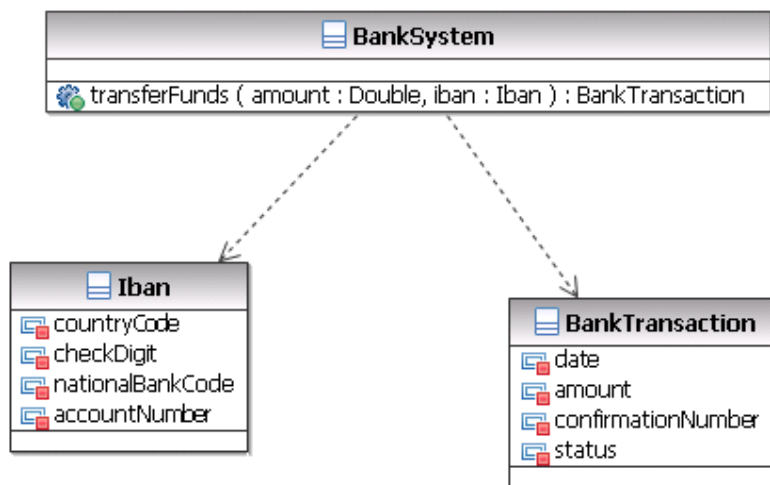 BankSystem
transferFunds ( amount : Double, iban : Iban ) : BankTransaction
Iban
countryCode
checkDigit
nationalBankCode
accountNumber
BankTransaction
date
amount
confirmationNumber
status